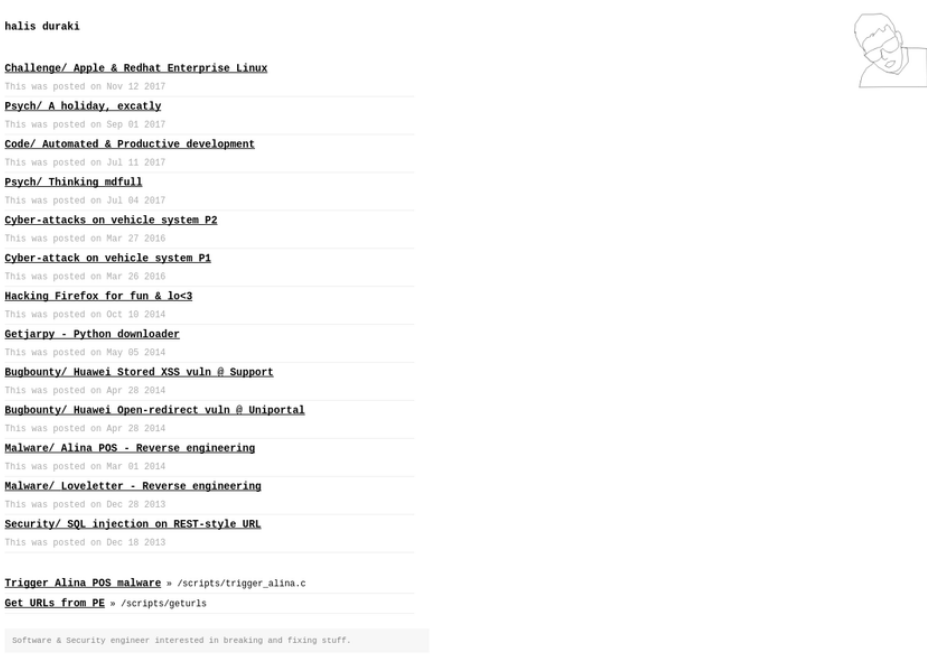 halis duraki
Challenge/ Apple & Redhat Enterprise Linux
This was posted on Nov 12 2017
Psych/ A holiday, excatly
This was posted on Sep 01 2017
Code/ Automated & Productive development
This was posted on Jul 11 2017
Psych/ Thinking mdfull
This was posted on Jul 04 2017
Cyber-attacks on vehicle system P2
This was posted on Mar 27 2016
Cyber-attack on vehicle system P1
This was posted on Mar 26 2016
Hacking Firefox for fun & lo<3
This was posted on Oct 10 2014
Getjarpy - Python downloader
This was posted on May 05 2014
Bugbounty/ Huawei Stored XSS vuln @ Support
This was posted on Apr 28 2014
Bugbounty/ Huawei Open-redirect vuln @ Uniportal
This was posted on Apr 28 2014
Malware/ Alina POS - Reverse engineering
This was posted on Mar 01 2014
Malware/ Loveletter - Reverse engineering
This was posted on Dec 28 2013
Security/ SQL injection on REST-style URL
This was posted on Dec 18 2013
Trigger Alina POS malware » /scripts/trigger_alina.c
Get URLs from PE » /scripts/geturls
Software & Security engineer interested in breaking and fixing stuff.